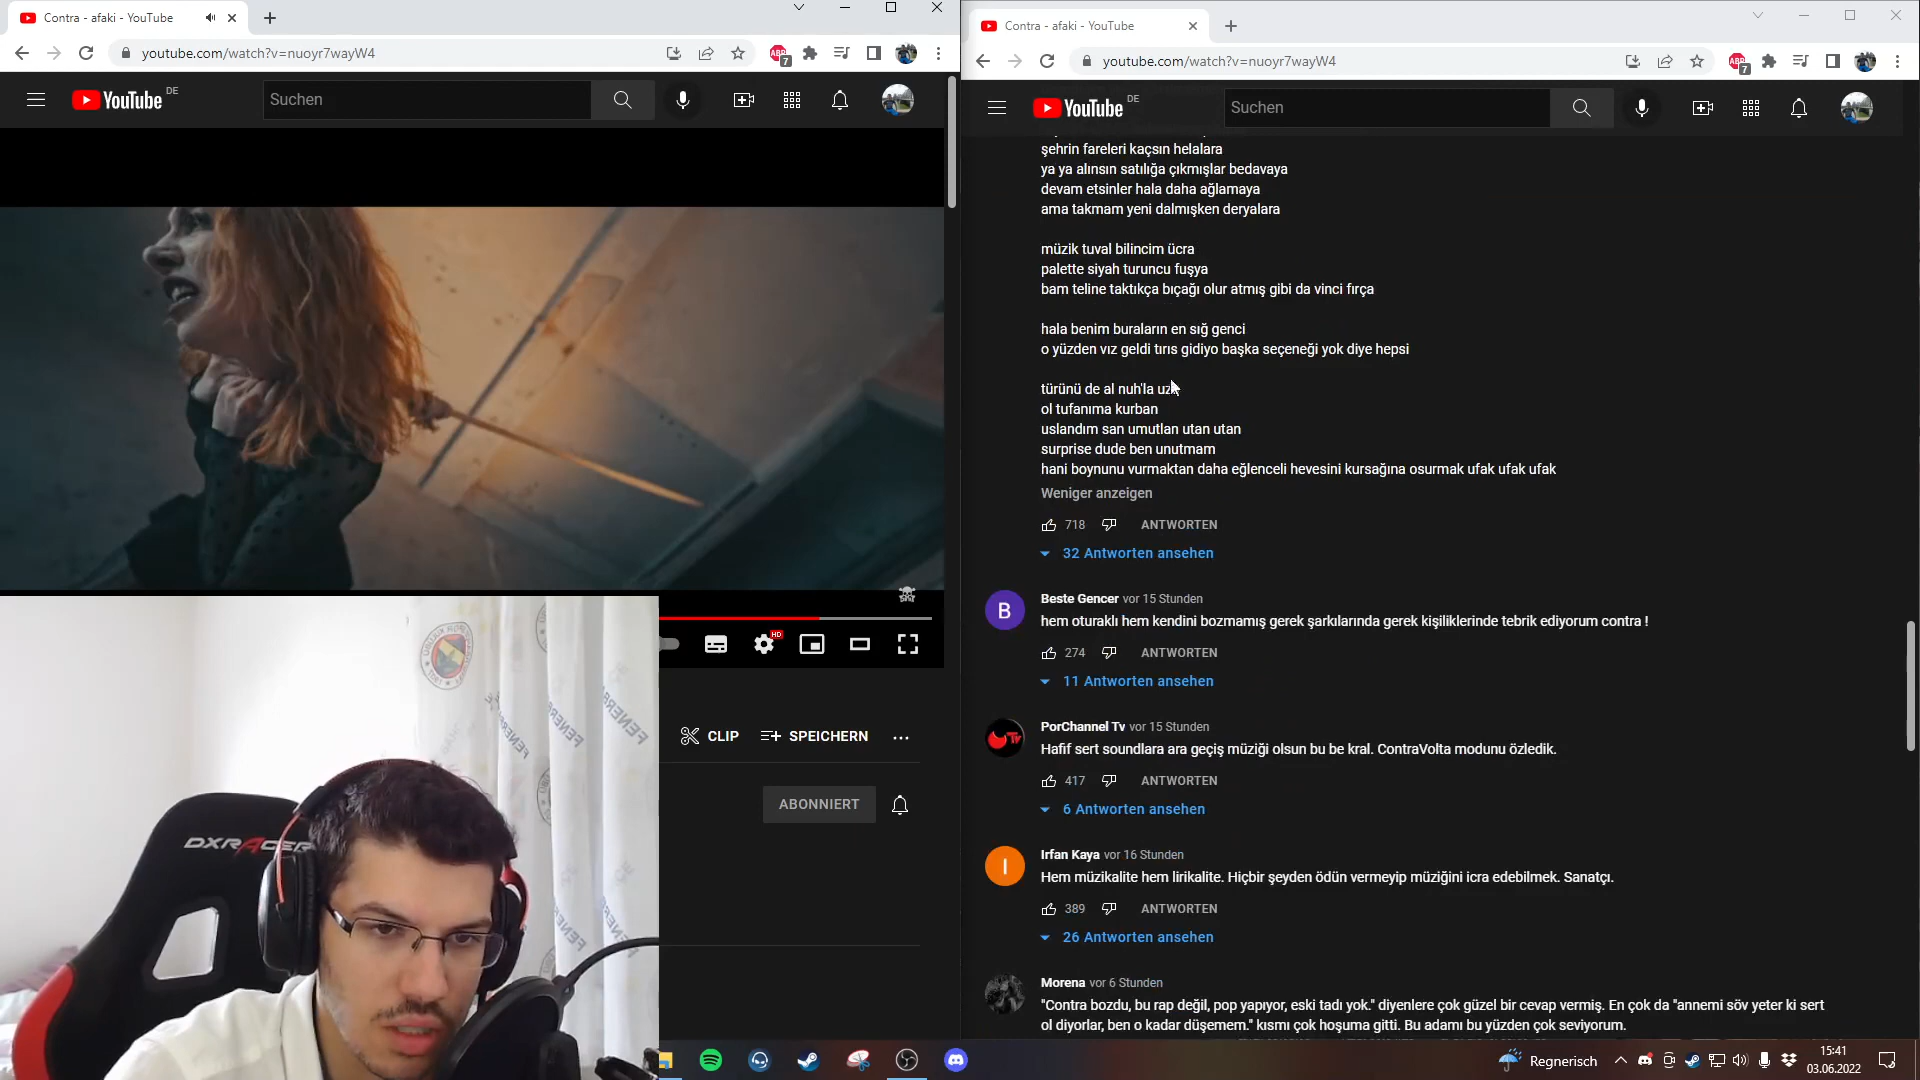 Contra - afaki - YouTube
youtube.com/watch?v=nuoyr7wayW4
ABP
7
YouTube DE
Suchen
HD
CLIP
SPEICHERN
ABONNIERT
DXRACER
Contra - afaki - YouTube
youtube.com/watch?v=nuoyr7wayW4
ABP
7
YouTube DE
Suchen
şehrin fareleri kaçsın helalara
ya ya alınsın satılığa çıkmışlar bedavaya
devam etsinler hala daha ağlamaya
ama takmam yeni dalmışken deryalara
müzik tuval bilincim ücra
palette siyah turuncu fuşya
bam teline taktıkça bıçağı olur atmış gibi da vinci fırça
hala benim buraların en sığ genci
o yüzden vız geldi tırıs gidiyo başka seçeneği yok diye hepsi
türünü de al nuh'la uz
ol tufanıma kurban
uslandım san umutlan utan utan
surprise dude ben unutmam
hani boynunu vurmaktan daha eğlenceli hevesini kursağına osurmak ufak ufak ufak
Weniger anzeigen
718 ANTWORTEN
32 Antworten ansehen
B
Beste Gencer vor 15 Stunden
hem oturaklı hem kendini bozmamış gerek şarkılarında gerek kişiliklerinde tebrik ediyorum contra !
274 ANTWORTEN
11 Antworten ansehen
Tv
PorChannel Tv vor 15 Stunden
Hafif sert soundlara ara geçiş müziği olsun bu be kral. ContraVolta modunu özledik.
417 ANTWORTEN
6 Antworten ansehen
I
Irfan Kaya vor 16 Stunden
Hem müzikalite hem lirikalite. Hiçbir şeyden ödün vermeyip müziğini icra edebilmek. Sanatçı.
389 ANTWORTEN
26 Antworten ansehen
Morena vor 6 Stunden
"Contra bozdu, bu rap değil, pop yapıyor, eski tadı yok." diyenlere çok güzel bir cevap vermiş. En çok da "annemi söv yeter ki sert
ol diyorlar, ben o kadar düşemem." kısmı çok hoşuma gitti. Bu adamı bu yüzden çok seviyorum.
Regnerisch
15:41
03.06.2022